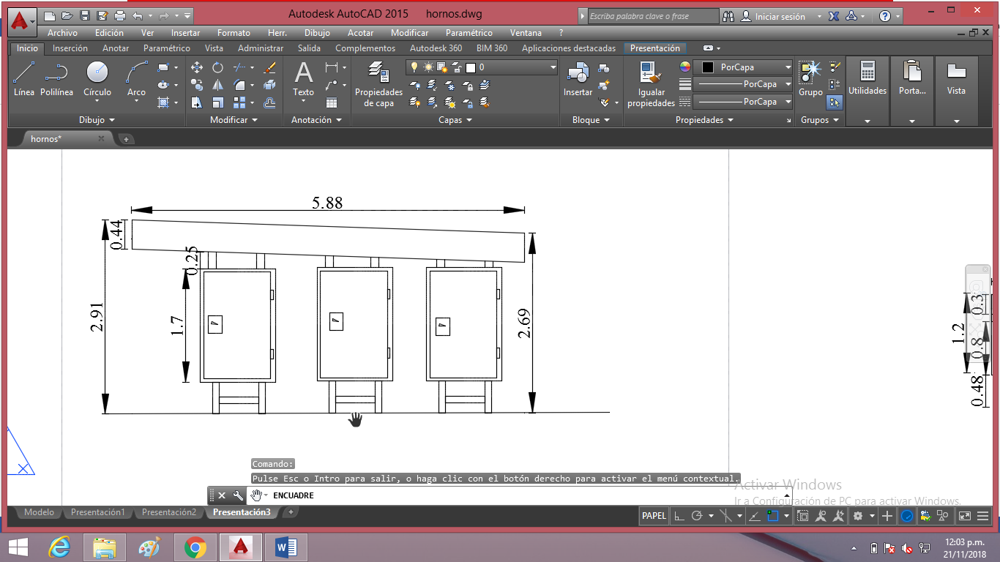 Autodesk AutoCAD 2015 hornos.dwg
Escriba palabra clave o frase
Iniciar sesión
?
Archivo Edición Ver Insertar Formato Herr. Dibujo Acotar Modificar Paramétrico Ventana ?
Inicio Inserción Anotar Paramétrico Vista Administrar Salida Complementos Autodesk 360 BIM 360 Aplicaciones destacadas Presentación
0
PorCapa
PorCapa
PorCapa
A
Línea Polilínea Círculo Arco
Texto
Propiedades de capa
Insertar
Igualar propiedades
Grupo
Utilidades
Porta...
Vista
Dibujo Modificar Anotación Capas Bloque Propiedades Grupos
hornos*
5.88
0.44
0.25
2.91
1.7
2.69
0.3
1.2
0.8
0.48
Comando:
Pulse Esc o Intro para salir, o haga clic con el botón derecho para activar el menú contextual.
ENCUADRE
Activar Windows
Ir a Configuración de PC para activar Windows.
Modelo Presentación1 Presentación2 Presentación3
PAPEL
12:03 p.m.
21/11/2018